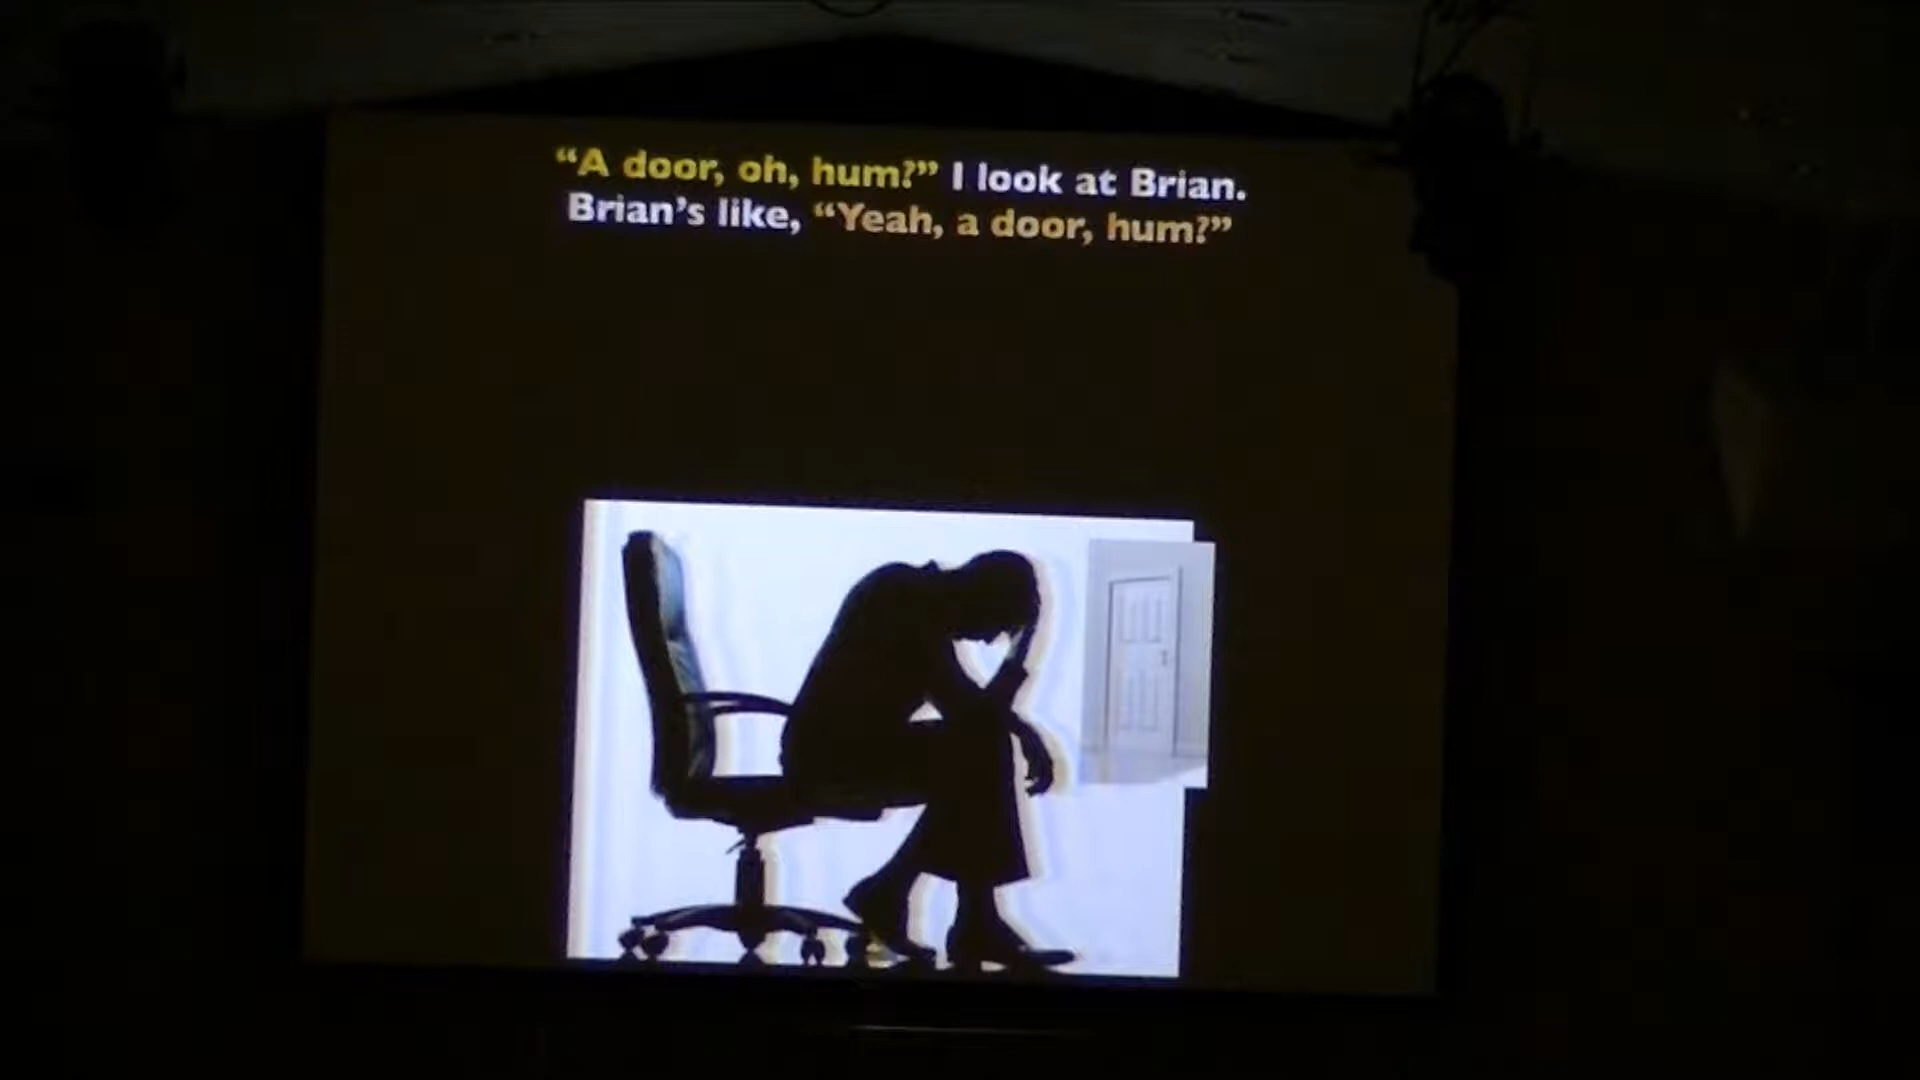 “A door, oh, hum?” I look at Brian.
Brian’s like, “Yeah, a door, hum?”